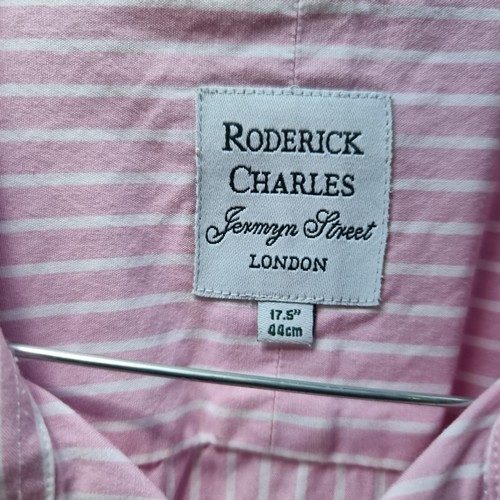 RODERICK
CHARLES
Jermyn Street
LONDON
17.5"
44cm